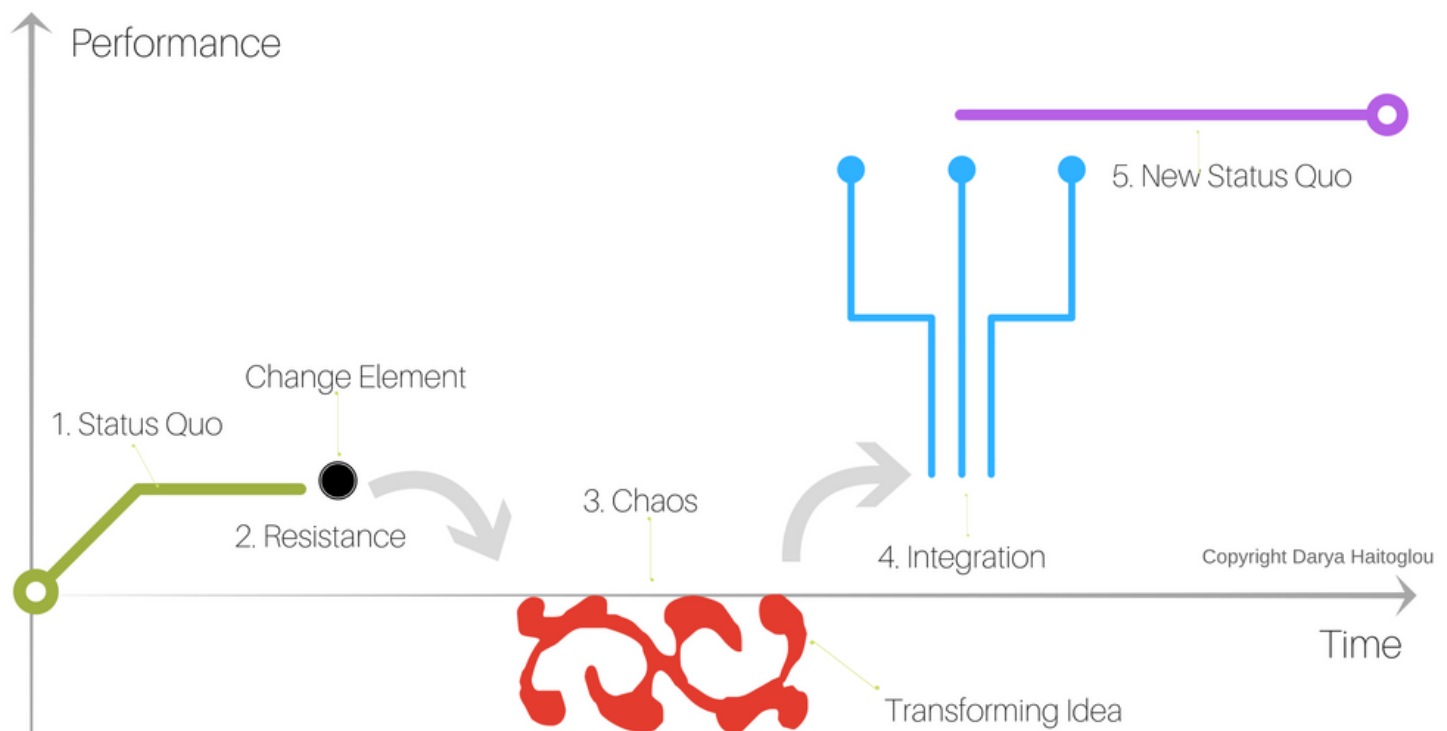 Performance
5. New Status Quo
Change Element
1. Status Quo
2. Resistance
3. Chaos
4. Integration
Copyright Darya Haitoglou
Time
Transforming Idea